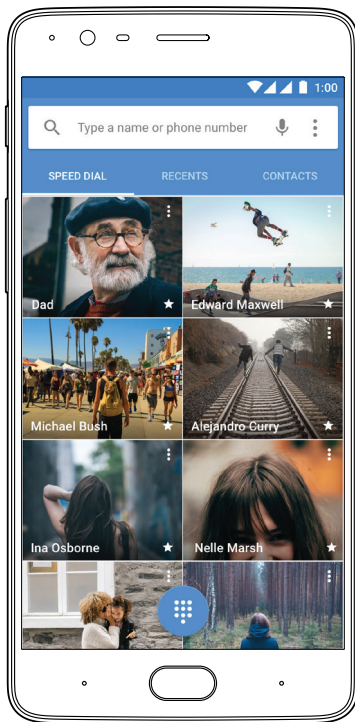 1:00
Type a name or phone number
SPEED DIAL RECENTS CONTACTS
Dad Edward Maxwell
Michael Bush Alejandro Curry
Ina Osborne Nelle Marsh